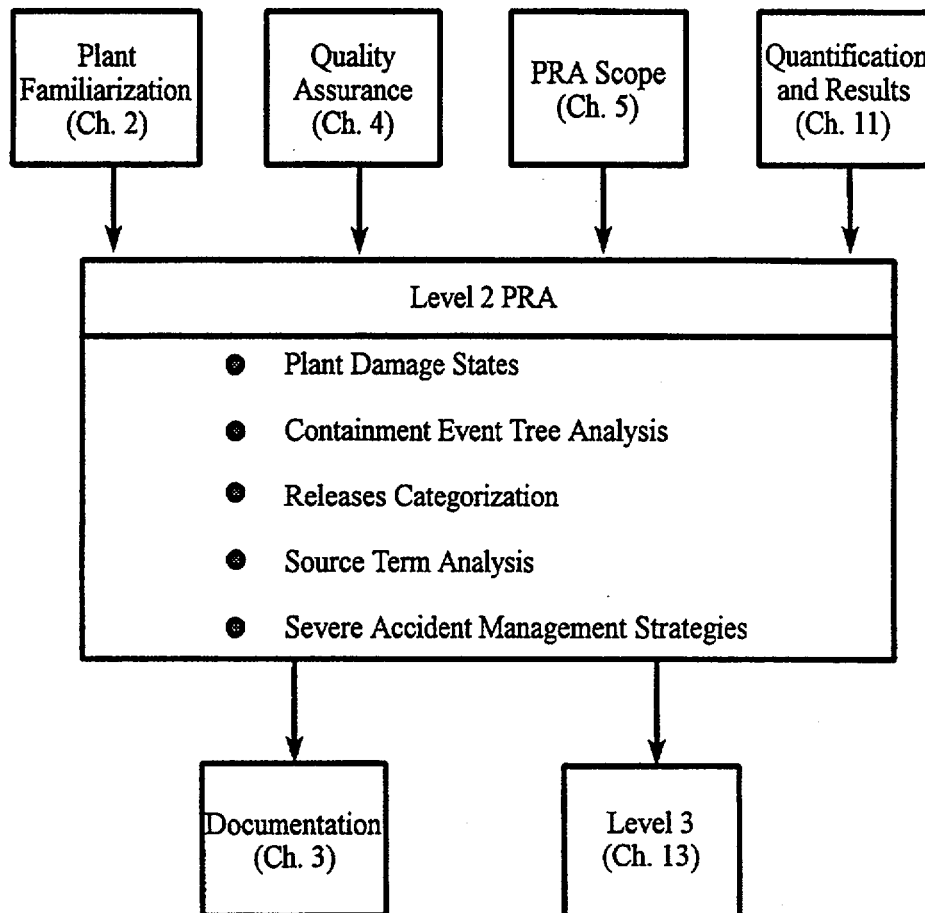 Plant
Familiarization
(Ch. 2)
Quality
Assurance
(Ch. 4)
PRA Scope
(Ch. 5)
Quantification
and Results
(Ch. 11)
Level 2 PRA
Plant Damage States
Containment Event Tree Analysis
Releases Categorization
Source Term Analysis
Severe Accident Management Strategies
Documentation
(Ch. 3)
Level 3
(Ch. 13)